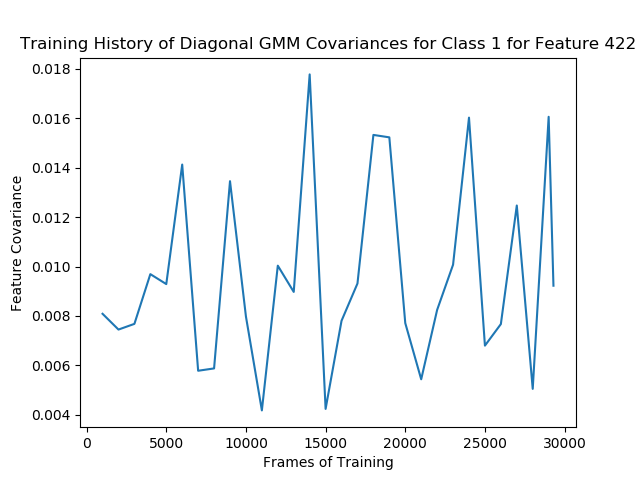 Training History of Diagonal GMM Covariances for Class 1 for Feature 422
0.018
0.016
0.014
0.012
0.010
0.008
0.006
0.004
Feature Covariance
0 5000 10000 15000 20000 25000 30000
Frames of Training